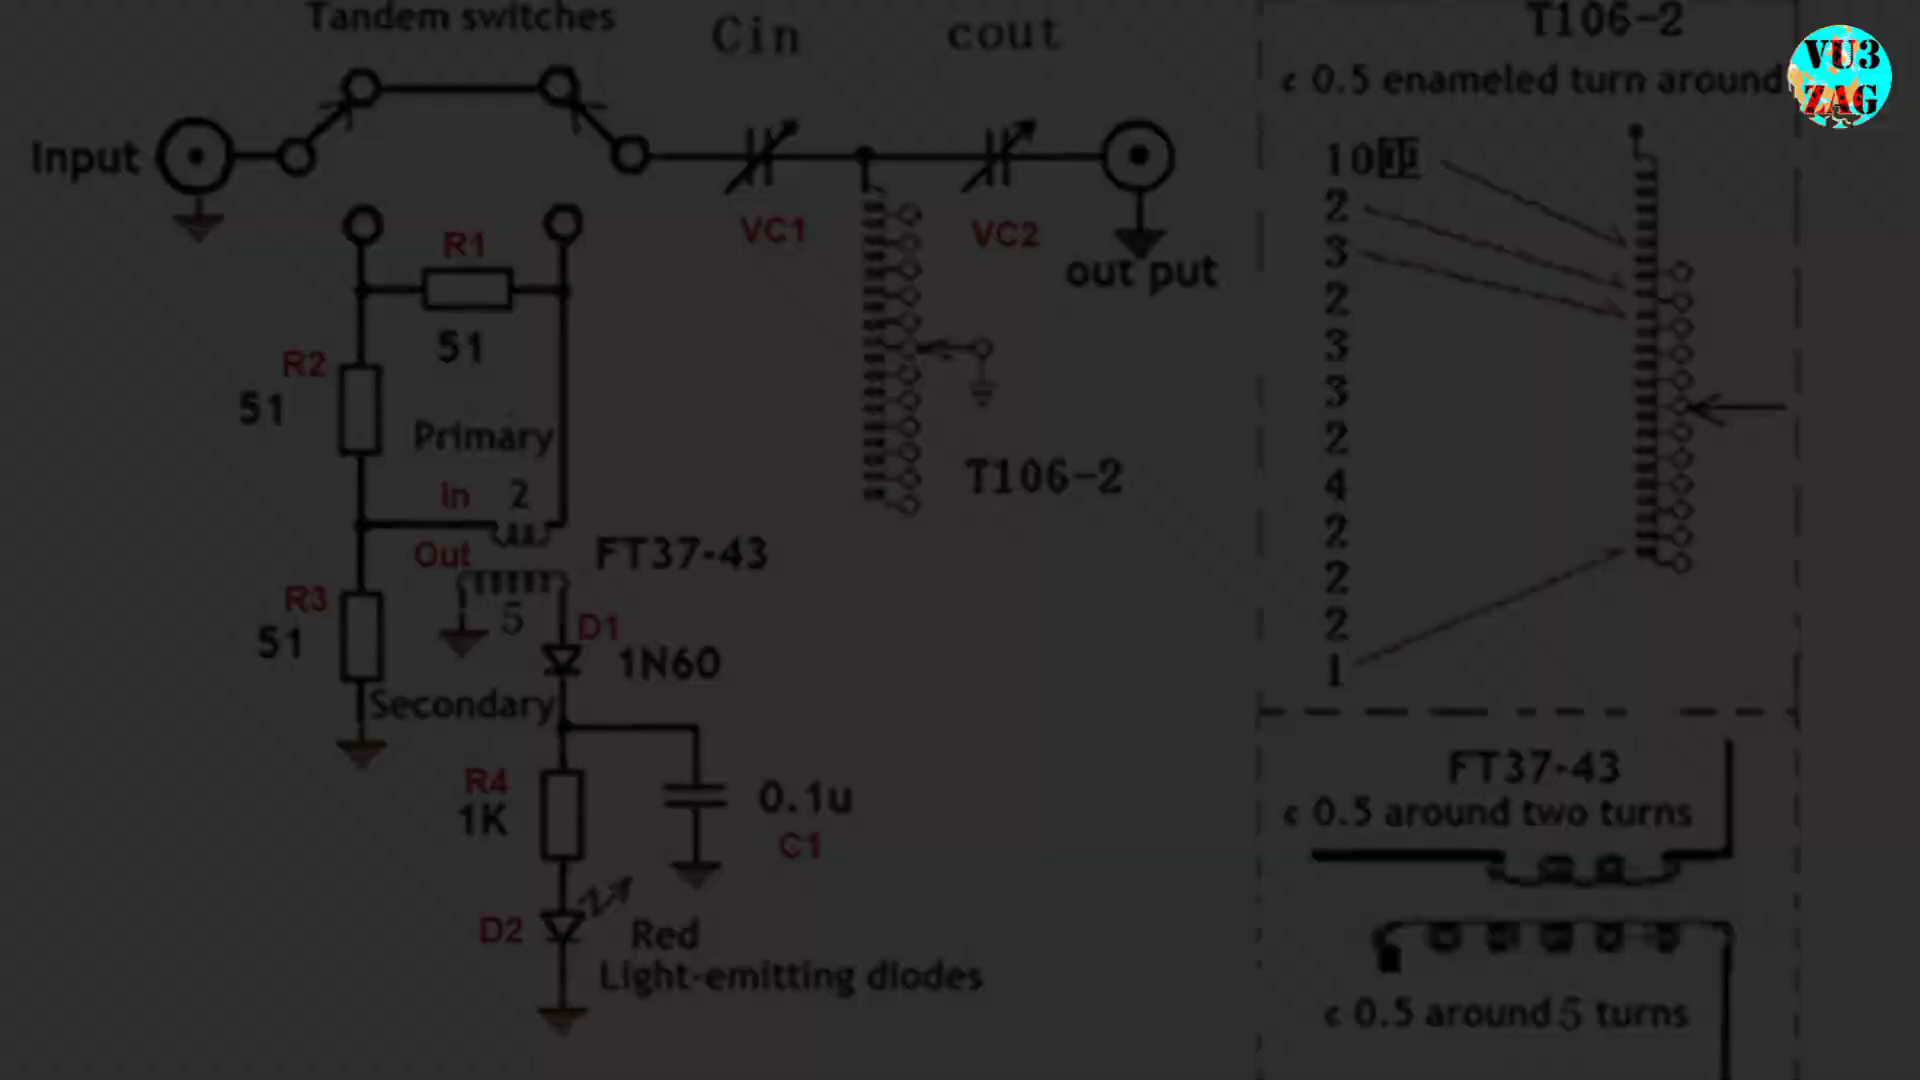 Tandem switches
Cin
cout
Input
VC1
VC2
out put
R1
51
R2
51
Primary
In
2
Out
FT37-43
5
R3
51
Secondary
D1
1N60
T106-2
R4
1K
0.1u
C1
D2
Red
Light-emitting diodes
T106-2
¢ 0.5 enameled turn around
10
2
3
2
3
3
2
4
2
2
2
1
FT37-43
¢ 0.5 around two turns
¢ 0.5 around 5 turns
VU3
ZAG